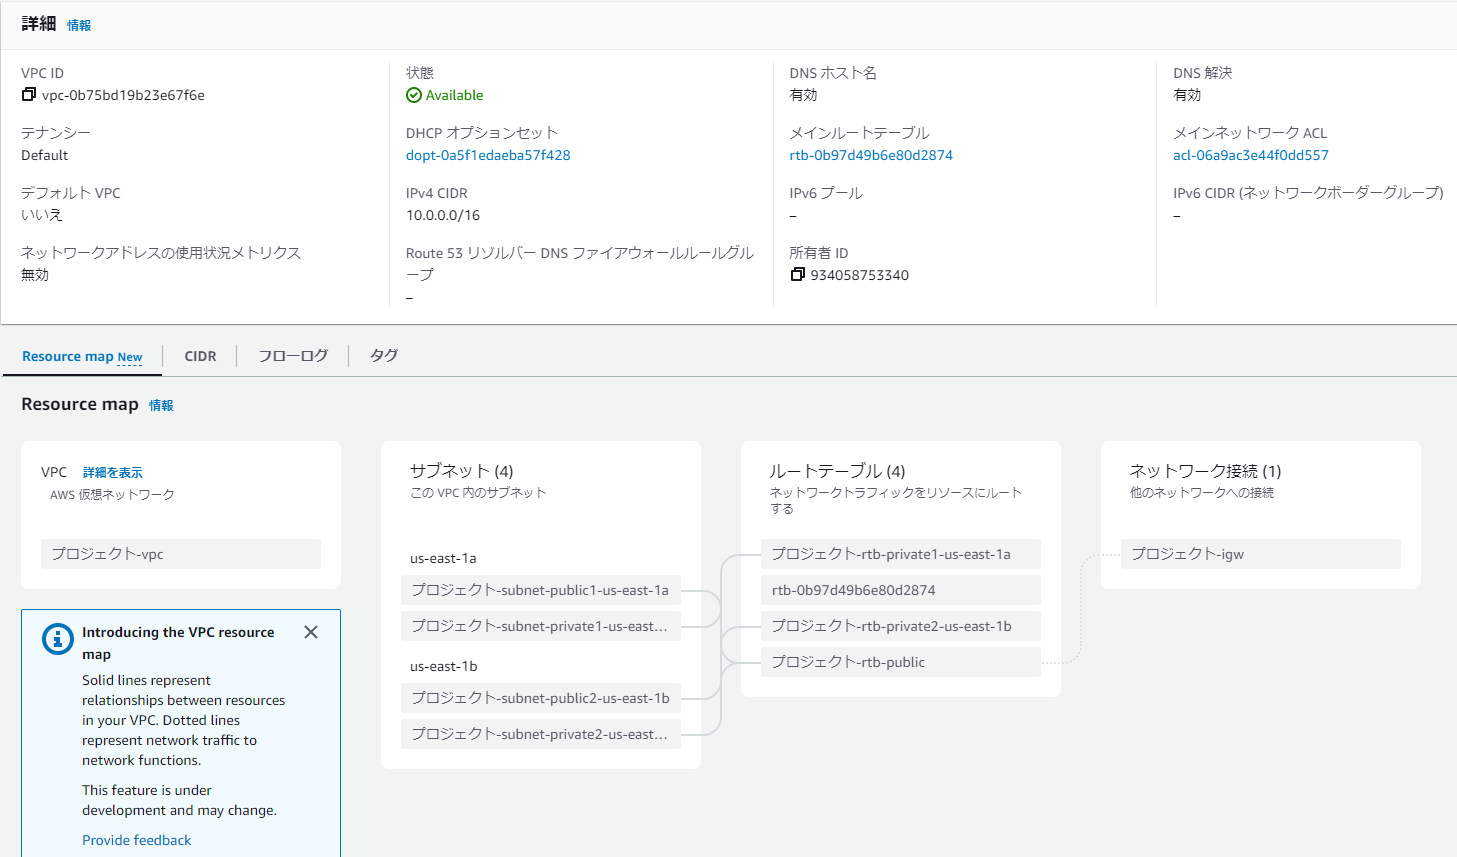 詳細 情報
VPC ID
vpc-0b75bd19b23e67f6e
状態
Available
DNS ホスト名
有効
DNS 解決
有効
テナンシー
Default
DHCP オプションセット
dopt-0a5f1edaeba57f428
メインルートテーブル
rtb-0b97d49b6e80d2874
メインネットワーク ACL
acl-06a9ac3e44f0dd557
デフォルト VPC
いいえ
IPv4 CIDR
10.0.0.0/16
IPv6 プール
–
IPv6 CIDR (ネットワークボーダーグループ)
–
ネットワークアドレスの使用状況メトリクス
無効
Route 53 リゾルバー DNS ファイアウォールルールグル
ープ
–
所有者 ID
934058753340
Resource map New
CIDR
フローログ
タグ
Resource map 情報
VPC 詳細を表示
AWS 仮想ネットワーク
プロジェクト-vpc
サブネット (4)
この VPC 内のサブネット
us-east-1a
プロジェクト-subnet-public1-us-east-1a
プロジェクト-subnet-private1-us-east...
us-east-1b
プロジェクト-subnet-public2-us-east-1b
プロジェクト-subnet-private2-us-east...
ルートテーブル (4)
ネットワークトラフィックをリソースにルート
する
プロジェクト-rtb-private1-us-east-1a
rtb-0b97d49b6e80d2874
プロジェクト-rtb-private2-us-east-1b
プロジェクト-rtb-public
ネットワーク接続 (1)
他のネットワークへの接続
プロジェクト-igw
Introducing the VPC resource
map
Solid lines represent
relationships between resources
in your VPC. Dotted lines
represent network traffic to
network functions.
This feature is under
development and may change.
Provide feedback